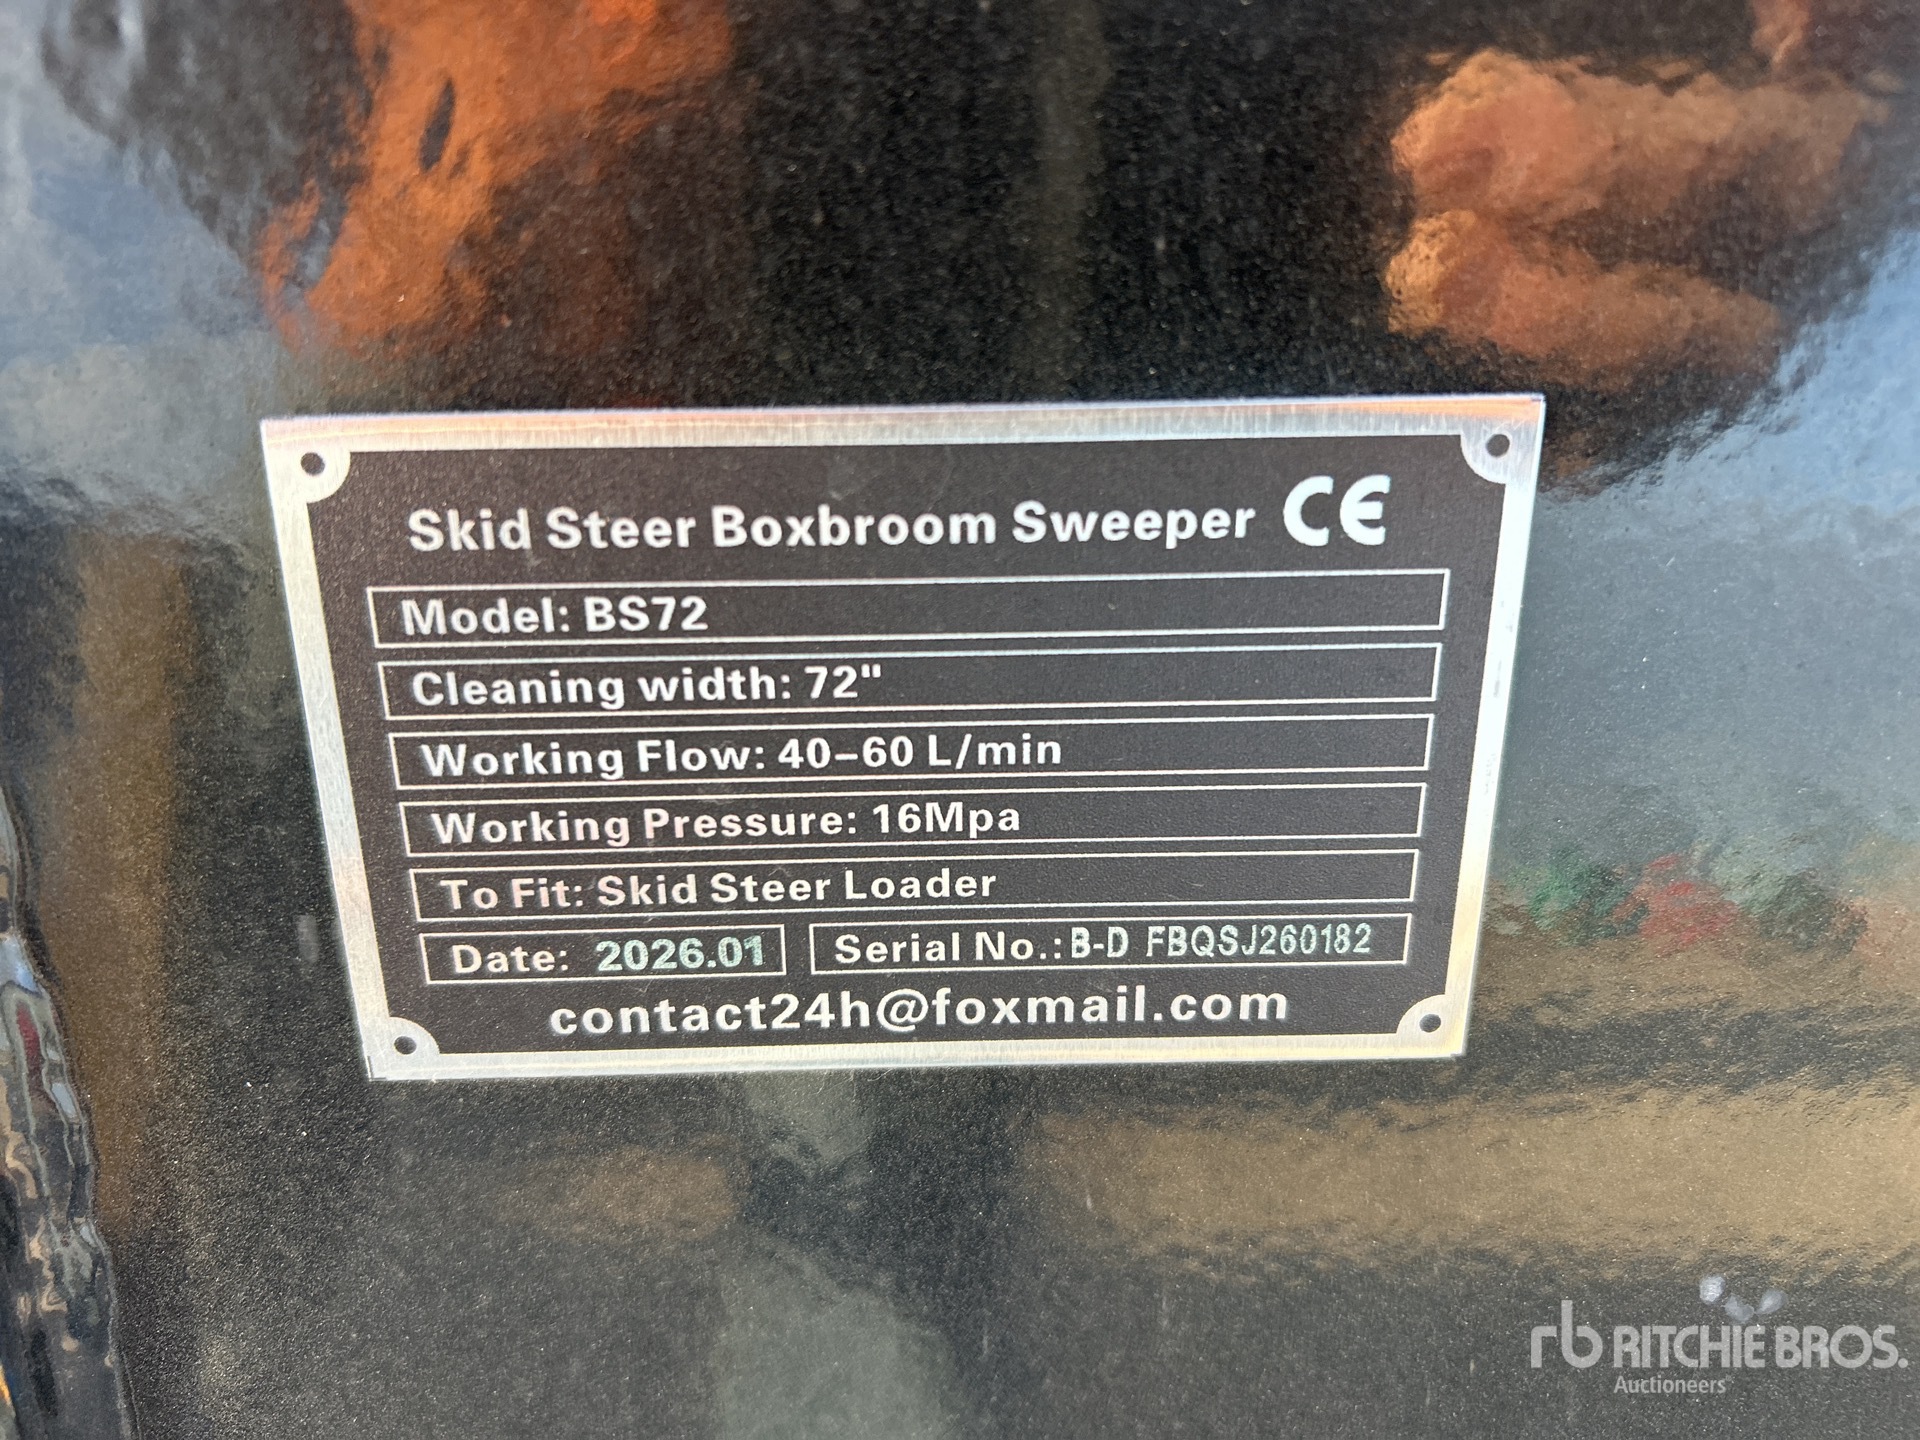 Skid Steer Boxbroom Sweeper CE
Model: BS72
Cleaning width: 72"
Working Flow: 40-60 L/min
Working Pressure: 16Mpa
To Fit: Skid Steer Loader
Date: 2026.01 Serial No.: B-D FBQSJ260182
contact24h@foxmail.com
rb RITCHIE BROS.
Auctioneers